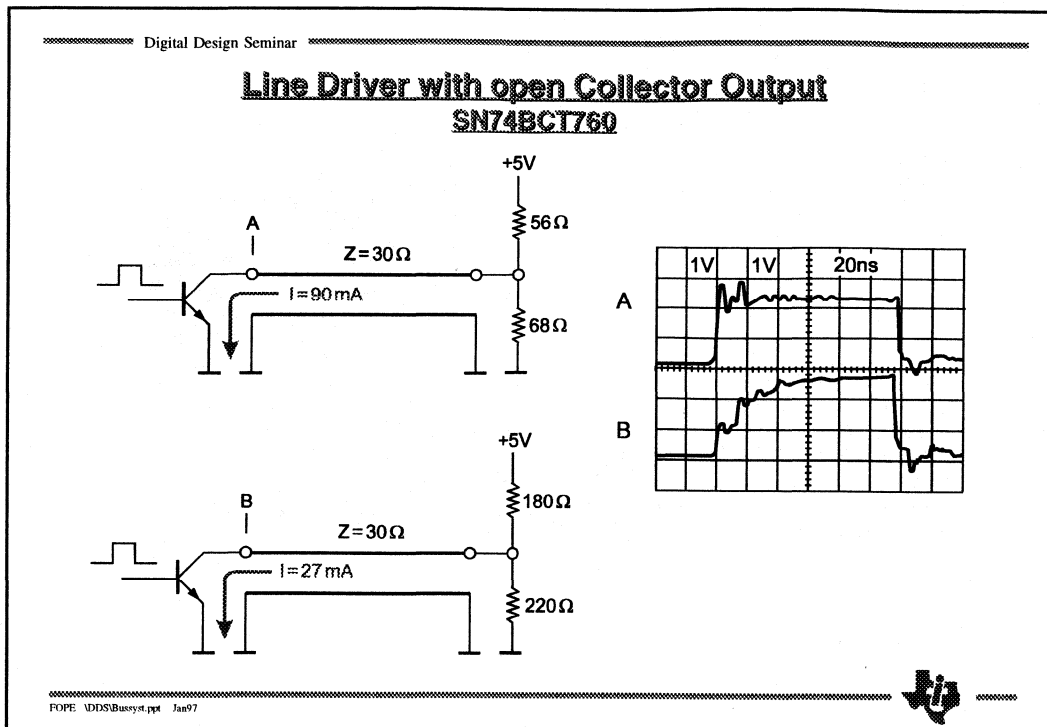 Digital Design Seminar
Line Driver with open Collector Output
SN74BCT760
+5V
56Ω
A
Z=30Ω
I=90mA
68Ω
1V 1V 20ns
A
B
+5V
180Ω
B
Z=30Ω
I=27mA
220Ω
FOPE \DDS\Bussyst.ppt Jan97